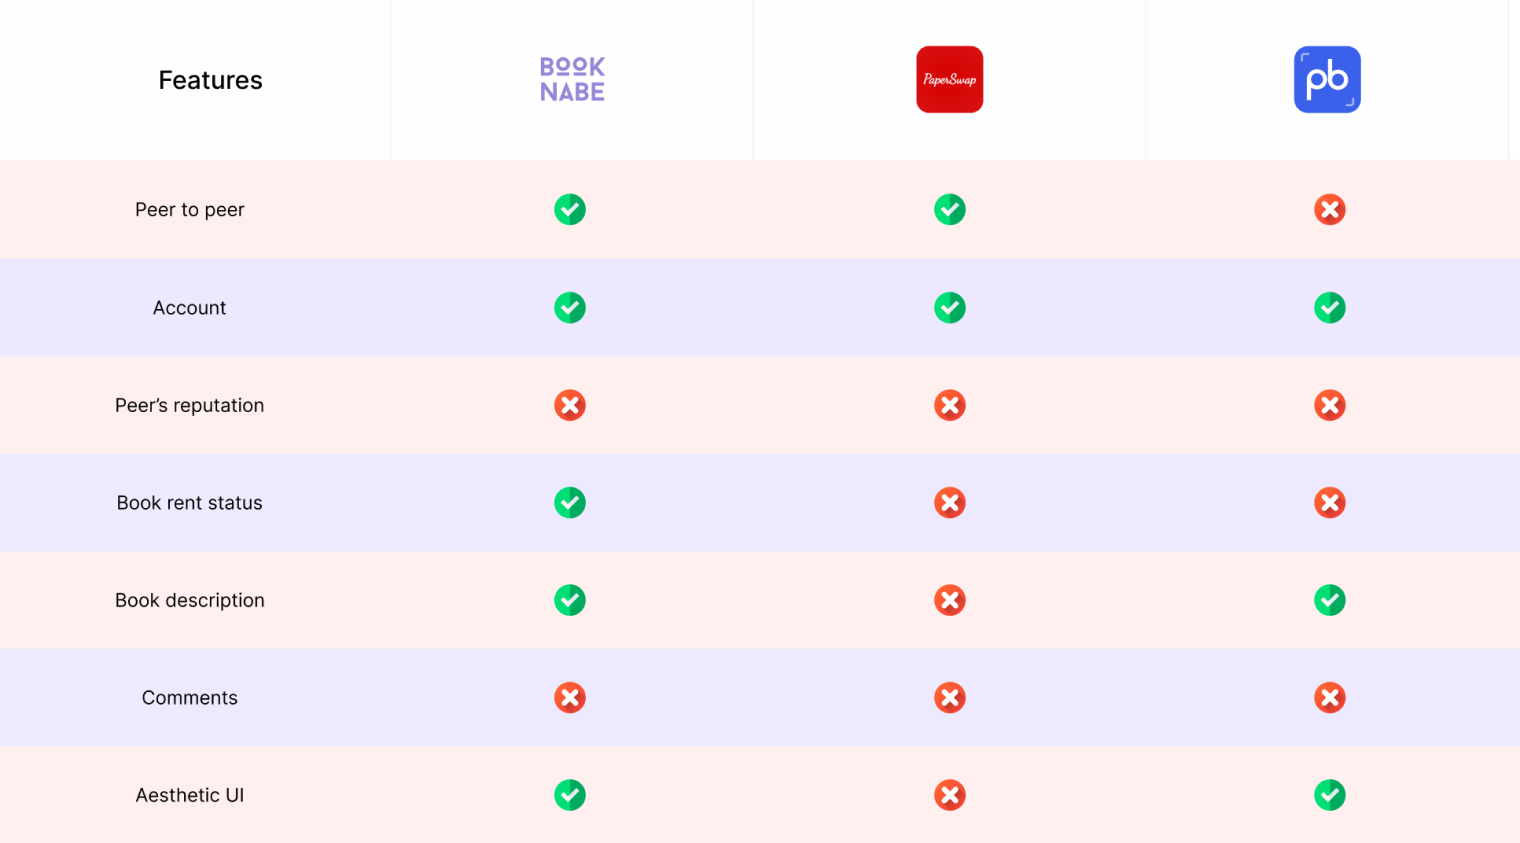 Features
BOOK
NABE
PaperSwap
pb
Peer to peer
Account
Peer’s reputation
Book rent status
Book description
Comments
Aesthetic UI